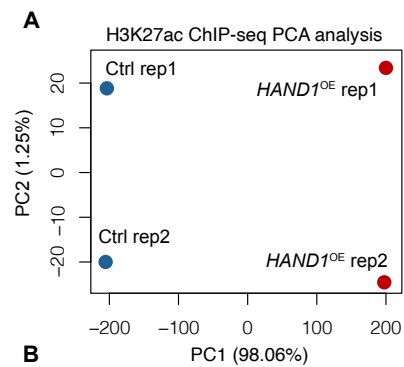 A
H3K27ac ChIP-seq PCA analysis
Ctrl rep1
HAND1OE rep1
Ctrl rep2
HAND1OE rep2
PC2 (1.25%)
20
10
0
−10
−20
−200
−100
0
100
200
PC1 (98.06%)
B